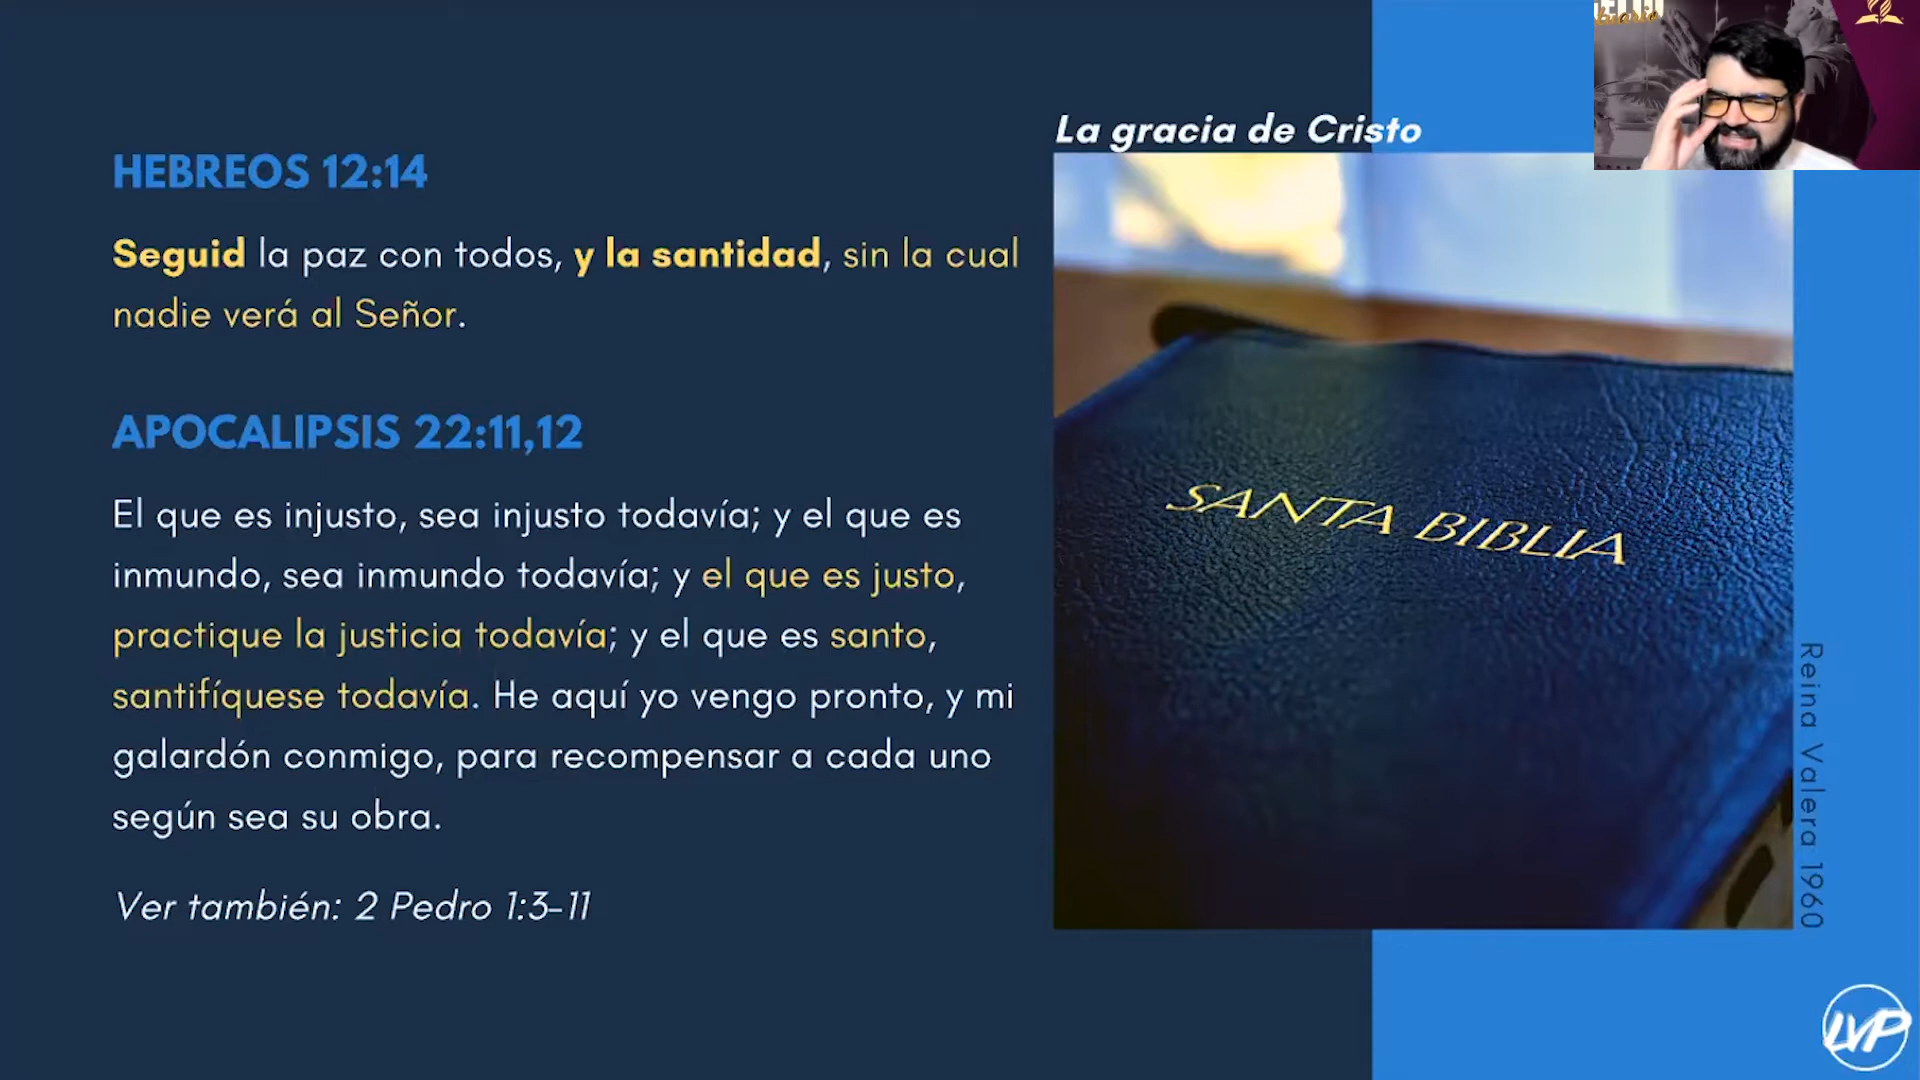 La gracia de Cristo
HEBREOS 12:14
Seguid la paz con todos, y la santidad, sin la cual
nadie verá al Señor.
APOCALIPSIS 22:11,12
El que es injusto, sea injusto todavía; y el que es
inmundo, sea inmundo todavía; y el que es justo,
practique la justicia todavía; y el que es santo,
santifíquese todavía. He aquí yo vengo pronto, y mi
galardón conmigo, para recompensar a cada uno
según sea su obra.
Ver también: 2 Pedro 1:3-11
SANTA BIBLIA
Reina Valera 1960
LVP